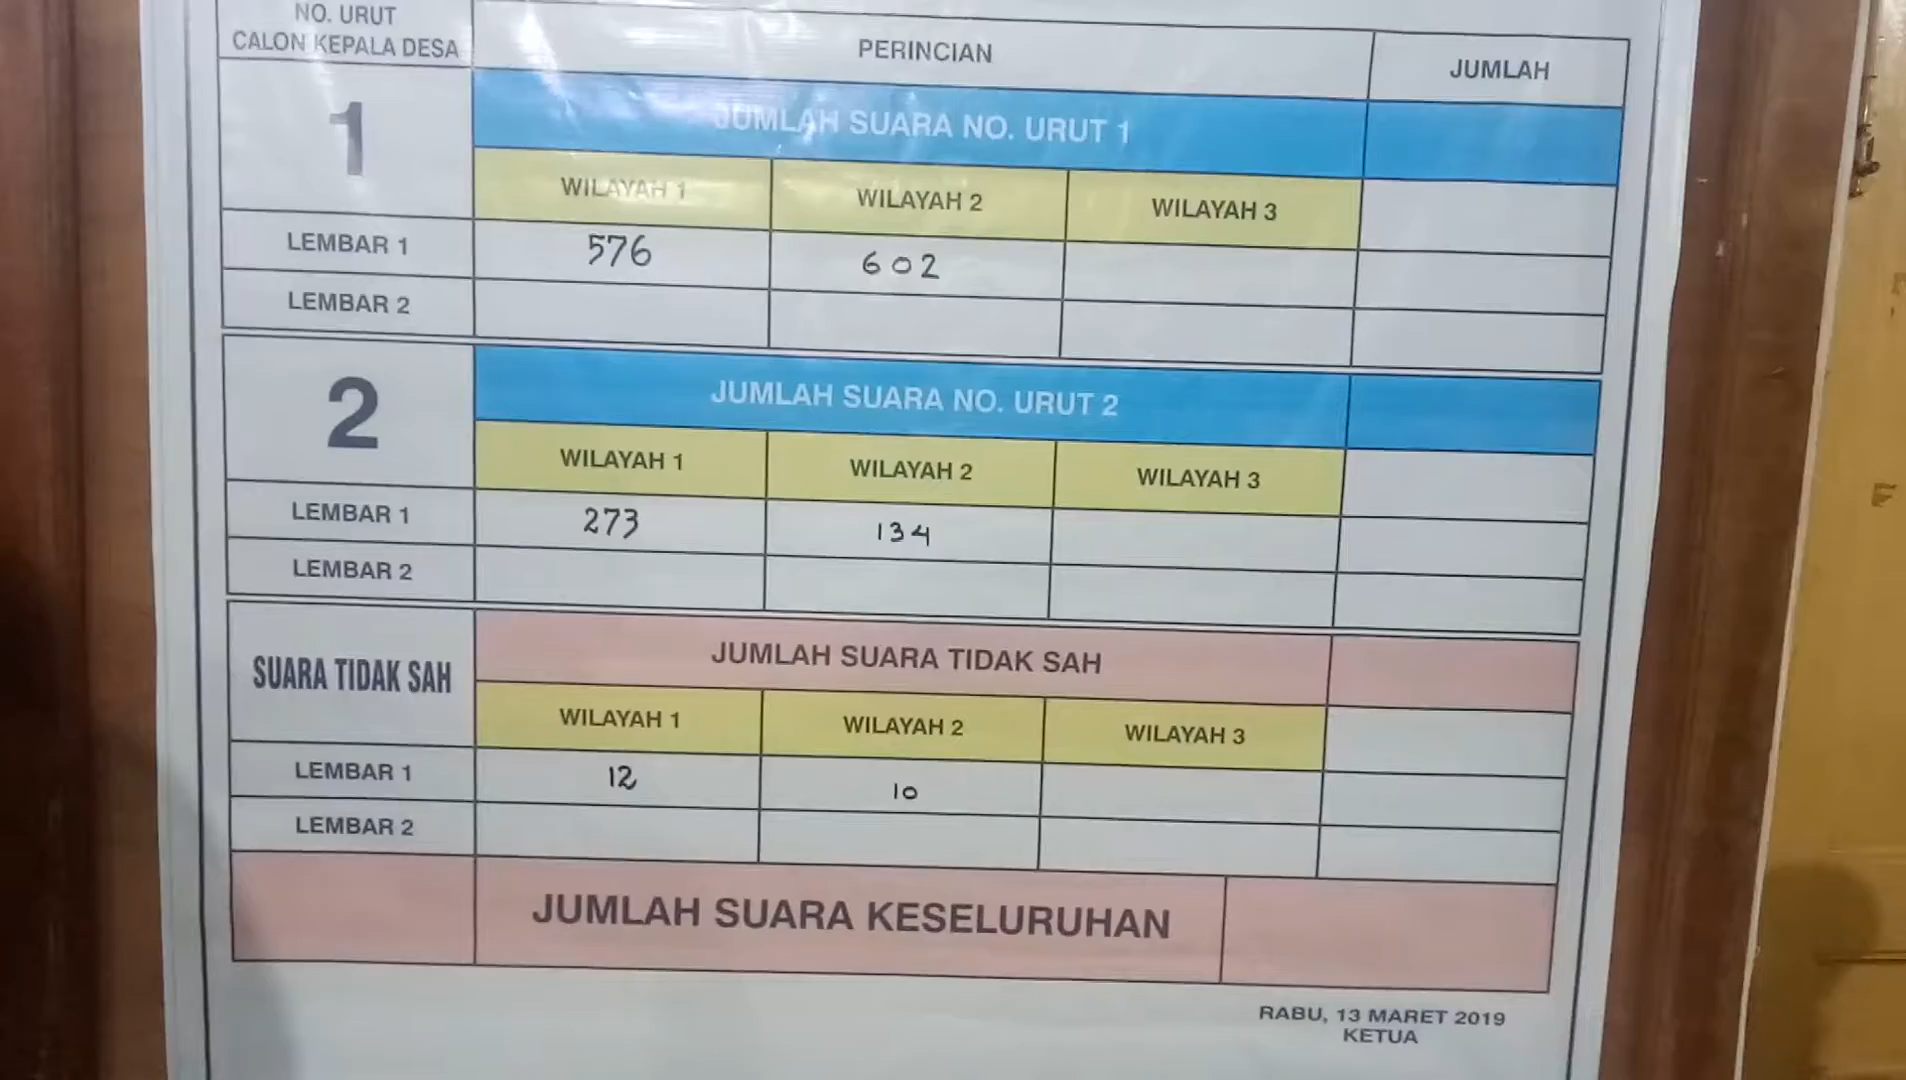 NO. URUT
CALON KEPALA DESA
PERINCIAN
JUMLAH
1
JUMLAH SUARA NO. URUT 1
WILAYAH 1
WILAYAH 2
WILAYAH 3
LEMBAR 1
576
602
LEMBAR 2
2
JUMLAH SUARA NO. URUT 2
WILAYAH 1
WILAYAH 2
WILAYAH 3
LEMBAR 1
273
134
LEMBAR 2
SUARA TIDAK SAH
JUMLAH SUARA TIDAK SAH
WILAYAH 1
WILAYAH 2
WILAYAH 3
LEMBAR 1
12
10
LEMBAR 2
JUMLAH SUARA KESELURUHAN
RABU, 13 MARET 2019
KETUA